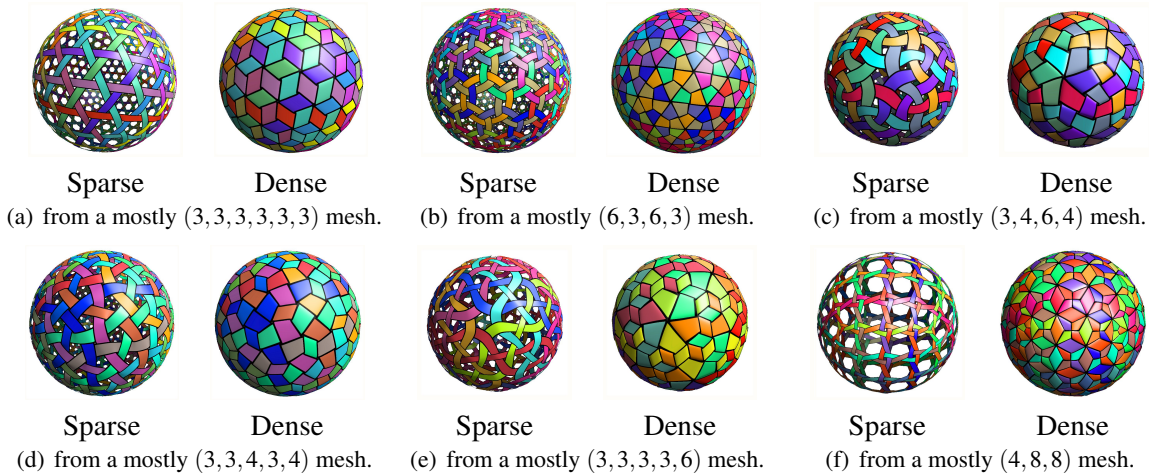 Sparse Dense Sparse Dense Sparse Dense
(a) from a mostly (3,3,3,3,3,3) mesh. (b) from a mostly (6,3,6,3) mesh. (c) from a mostly (3,4,6,4) mesh.
Sparse Dense Sparse Dense Sparse Dense
(d) from a mostly (3,3,4,3,4) mesh. (e) from a mostly (3,3,3,3,6) mesh. (f) from a mostly (4,8,8) mesh.